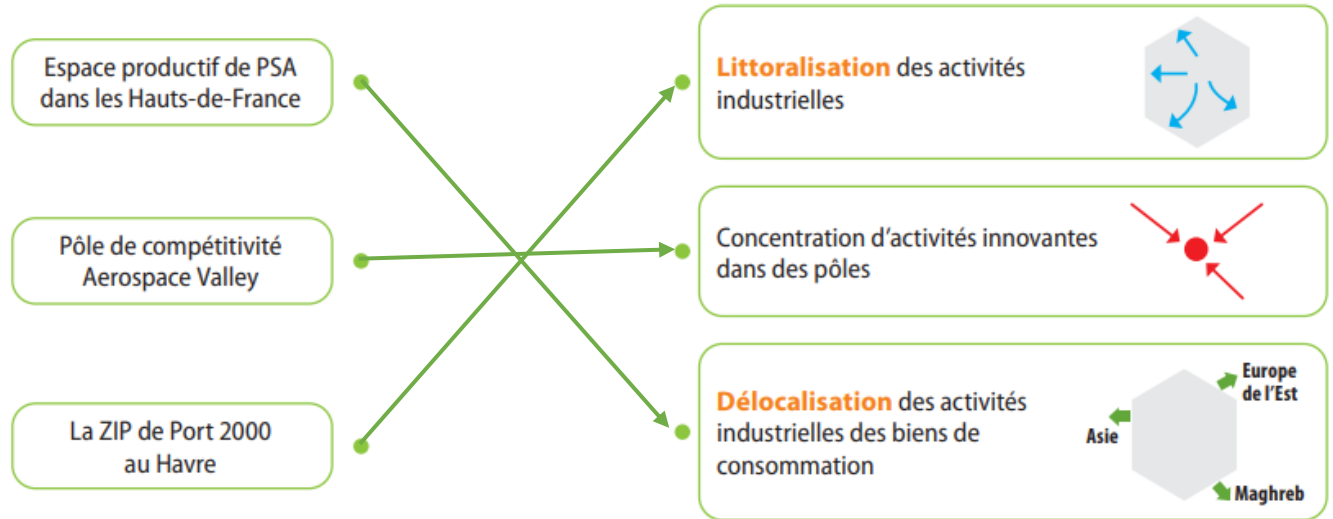 Espace productif de PSA
dans les Hauts-de-France
Pôle de compétitivité
Aerospace Valley
La ZIP de Port 2000
au Havre
Littoralisation des activités
industrielles
Concentration d'activités innovantes
dans des pôles
Délocalisation des activités
industrielles des biens de
consommation
Europe
de l'Est
Asie
Maghreb